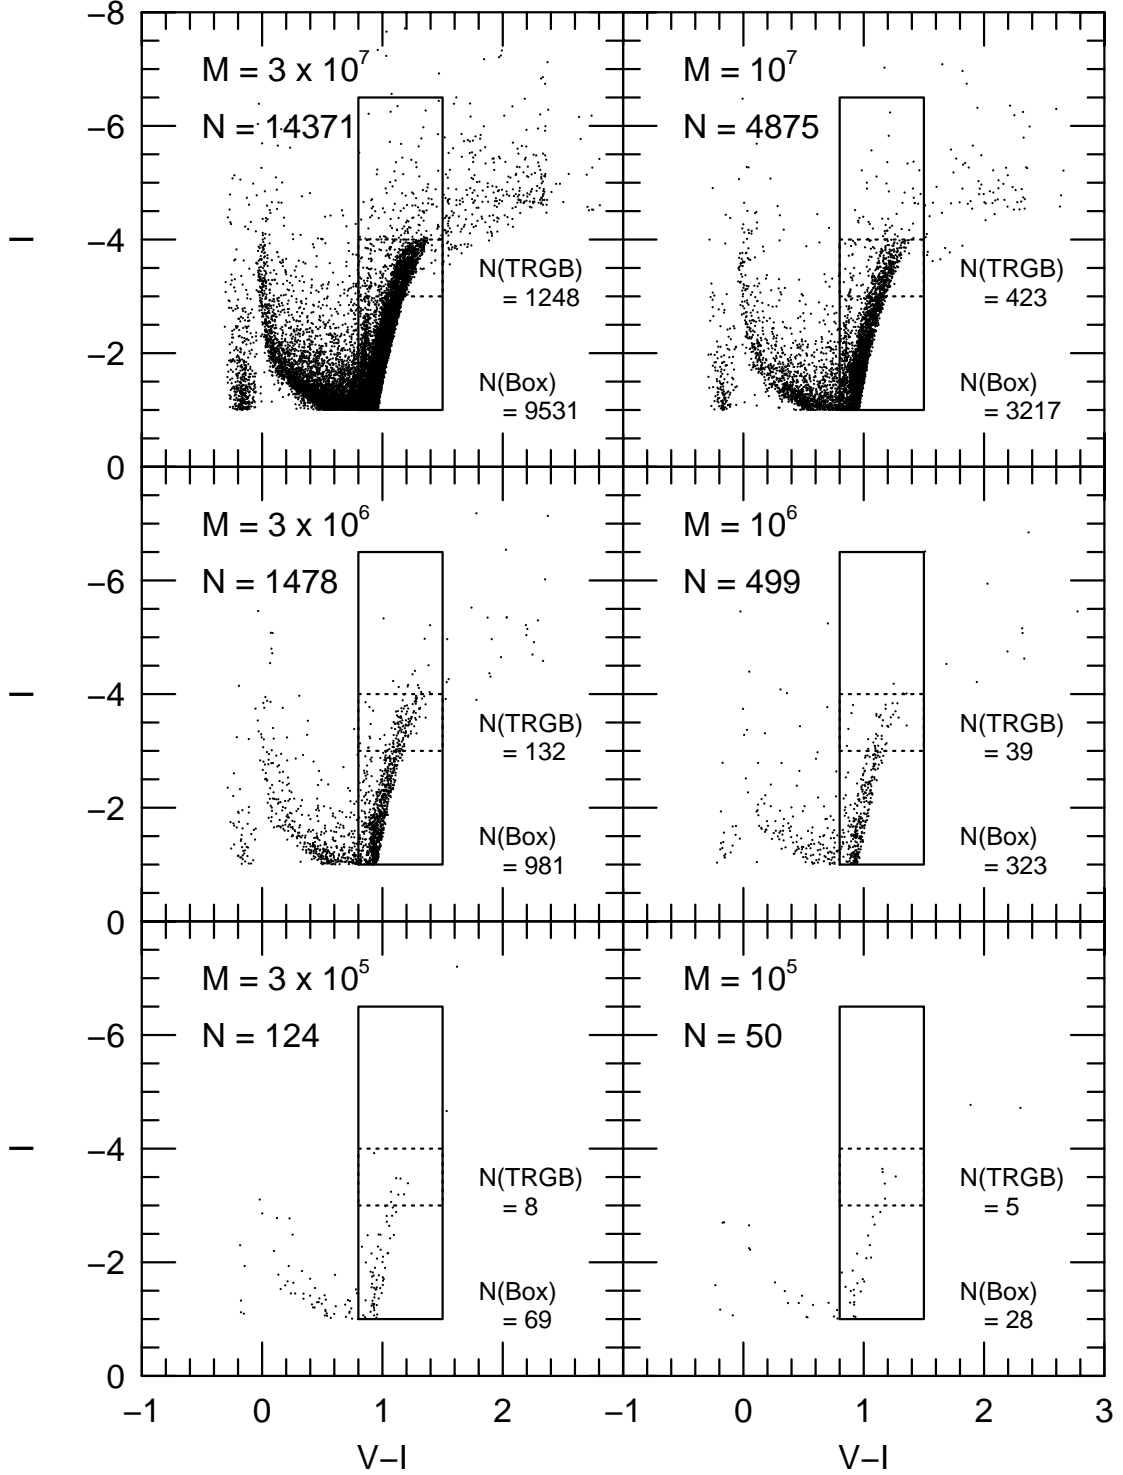 −8
M = 3 x 10^7
M = 10^7
N = 14371
N = 4875
−6
I
−4
N(TRGB)
= 1248
N(TRGB)
= 423
−2
N(Box)
= 9531
N(Box)
= 3217
0
M = 3 x 10^6
M = 10^6
N = 1478
N = 499
−6
I
−4
N(TRGB)
= 132
N(TRGB)
= 39
−2
N(Box)
= 981
N(Box)
= 323
0
M = 3 x 10^5
M = 10^5
N = 124
N = 50
−6
I
−4
N(TRGB)
= 8
N(TRGB)
= 5
−2
N(Box)
= 69
N(Box)
= 28
0
−1 0 1 2 −1 0 1 2 3
V−I V−I